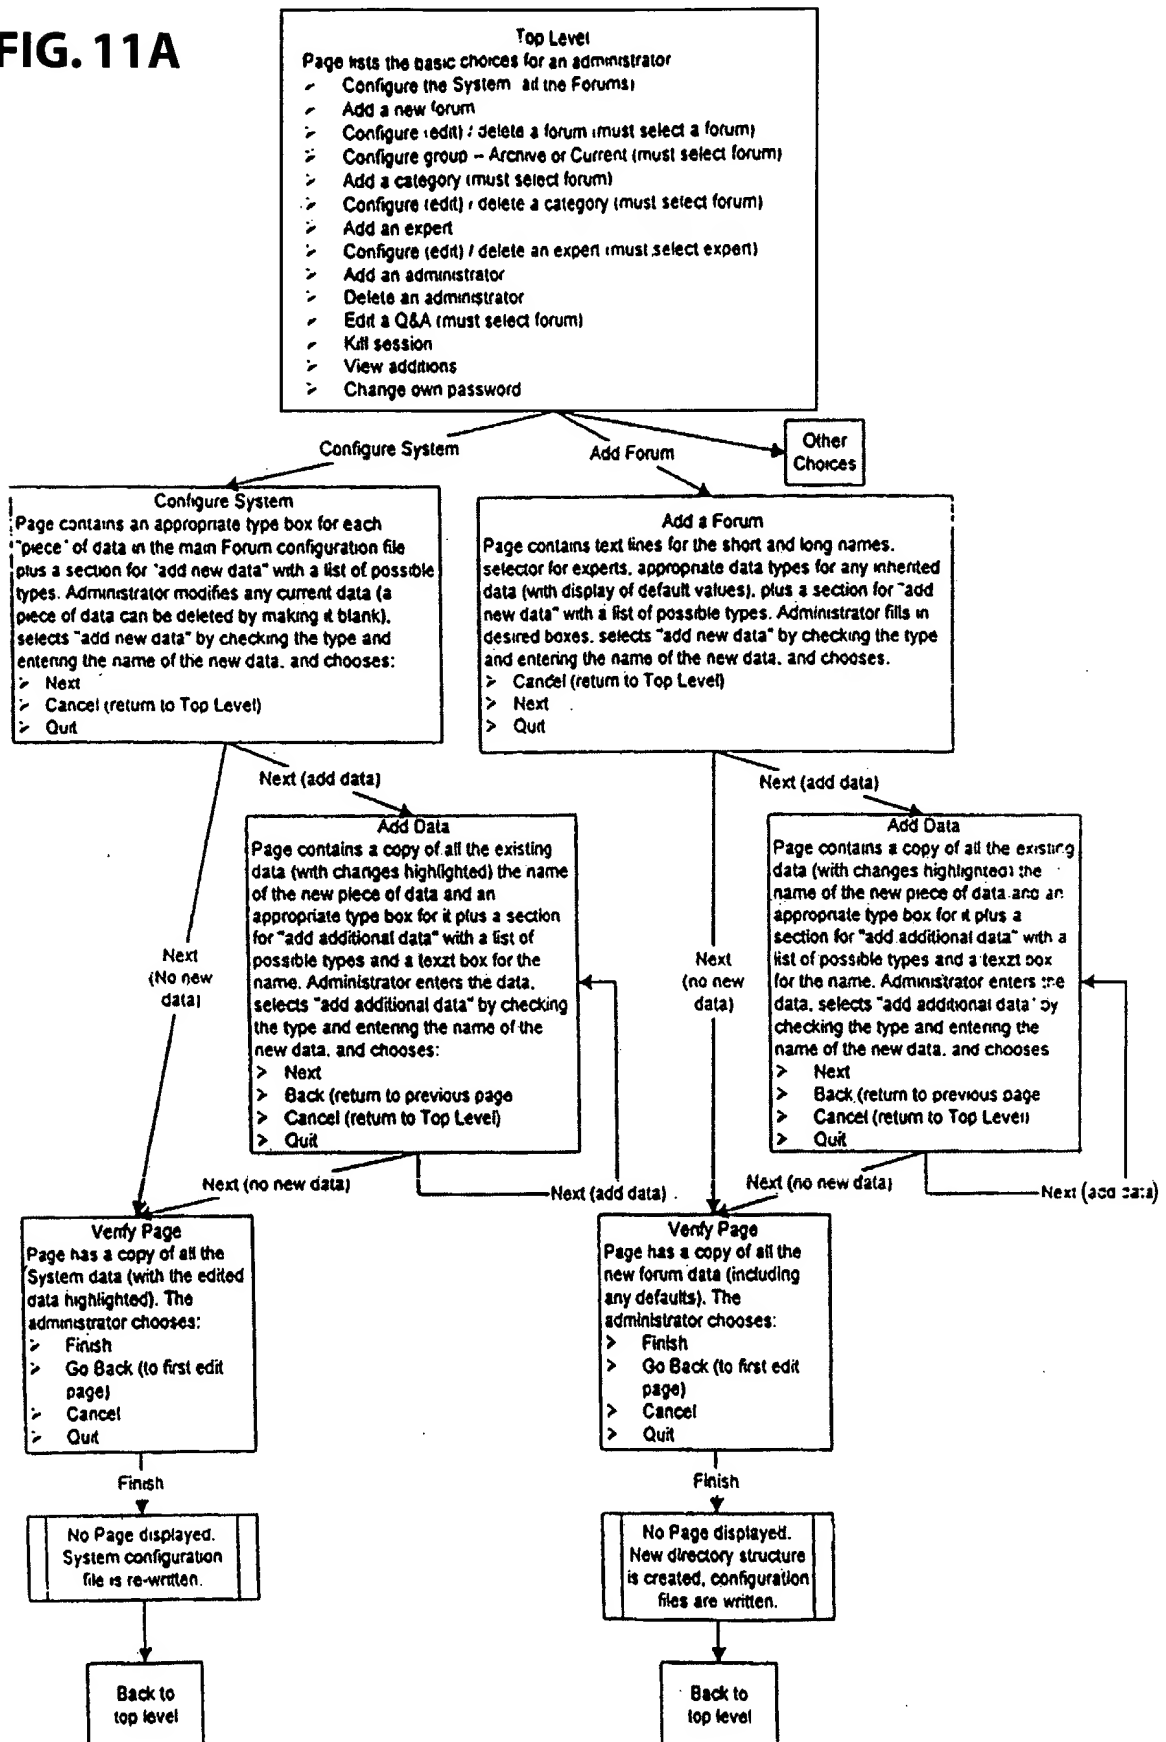 FIG. 11A
Top Level
Page lists the basic choices for an administrator
➢ Configure the System (all the Forums)
➢ Add a new forum
➢ Configure (edit) / delete a forum (must select a forum)
➢ Configure group – Archive or Current (must select forum)
➢ Add a category (must select forum)
➢ Configure (edit) / delete a category (must select forum)
➢ Add an expert
➢ Configure (edit) / delete an expert (must select expert)
➢ Add an administrator
➢ Delete an administrator
➢ Edit a Q&A (must select forum)
➢ Kill session
➢ View additions
➢ Change own password
Configure System
Add Forum
Other
Choices
Configure System
Page contains an appropriate type box for each
"piece" of data in the main Forum configuration file
plus a section for "add new data" with a list of possible
types. Administrator modifies any current data (a
piece of data can be deleted by making it blank),
selects "add new data" by checking the type and
entering the name of the new data, and chooses:
➢ Next
➢ Cancel (return to Top Level)
➢ Quit
Add a Forum
Page contains text lines for the short and long names,
selector for experts, appropriate data types for any inherited
data (with display of default values), plus a section for "add
new data" with a list of possible types. Administrator fills in
desired boxes, selects "add new data" by checking the type
and entering the name of the new data, and chooses.
➢ Cancel (return to Top Level)
➢ Next
➢ Quit
Next (add data)
Next (add data)
Next
(No new
data)
Add Data
Page contains a copy of all the existing
data (with changes highlighted) the name
of the new piece of data and an
appropriate type box for it plus a section
for "add additional data" with a list of
possible types and a texzt box for the
name. Administrator enters the data,
selects "add additional data" by checking
the type and entering the name of the
new data, and chooses:
➢ Next
➢ Back (return to previous page
➢ Cancel (return to Top Level)
➢ Quit
Next
(no new
data)
Add Data
Page contains a copy of all the existing
data (with changes highlighted) the
name of the new piece of data and an
appropriate type box for it plus a
section for "add additional data" with a
list of possible types and a texzt box
for the name. Administrator enters the
data, selects "add additional data" by
checking the type and entering the
name of the new data, and chooses
➢ Next
➢ Back (return to previous page
➢ Cancel (return to Top Level)
➢ Quit
Next (no new data)
Next (add data)
Next (no new data)
Next (add data)
Verify Page
Page has a copy of all the
System data (with the edited
data highlighted). The
administrator chooses:
➢ Finish
➢ Go Back (to first edit
page)
➢ Cancel
➢ Quit
Verify Page
Page has a copy of all the
new forum data (including
any defaults). The
administrator chooses:
➢ Finish
➢ Go Back (to first edit
page)
➢ Cancel
➢ Quit
Finish
Finish
No Page displayed.
System configuration
file is re-written.
No Page displayed.
New directory structure
is created, configuration
files are written.
Back to
top level
Back to
top level